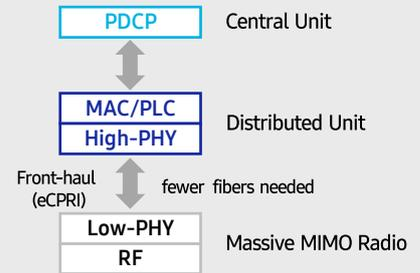 PDCP
Central Unit
MAC/PLC
High-PHY
Distributed Unit
Front-haul
(eCPRI)
fewer fibers needed
Low-PHY
RF
Massive MIMO Radio